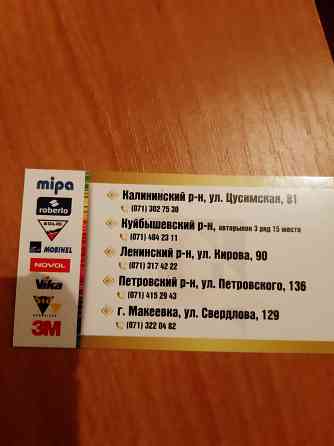 mipa
roberlo
SOLID
MOBIHEL
NOVOL
Vika
3M
Калининский р-н, ул. Цусимская, 81
(071) 302 75 30
Куйбышевский р-н, авторынок 3 ряд 15 место
(071) 484 23 11
Ленинский р-н, ул. Кирова, 90
(071) 317 42 22
Петровский р-н, ул. Петровского, 136
(071) 415 29 43
г. Макеевка, ул. Свердлова, 129
(071) 322 04 82